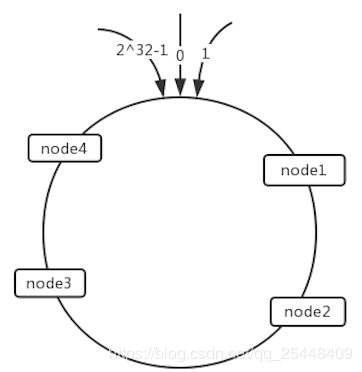 2^32-1 0 1
node4
node1
node3
node2
https://blog.csdn.net/qq_25448409